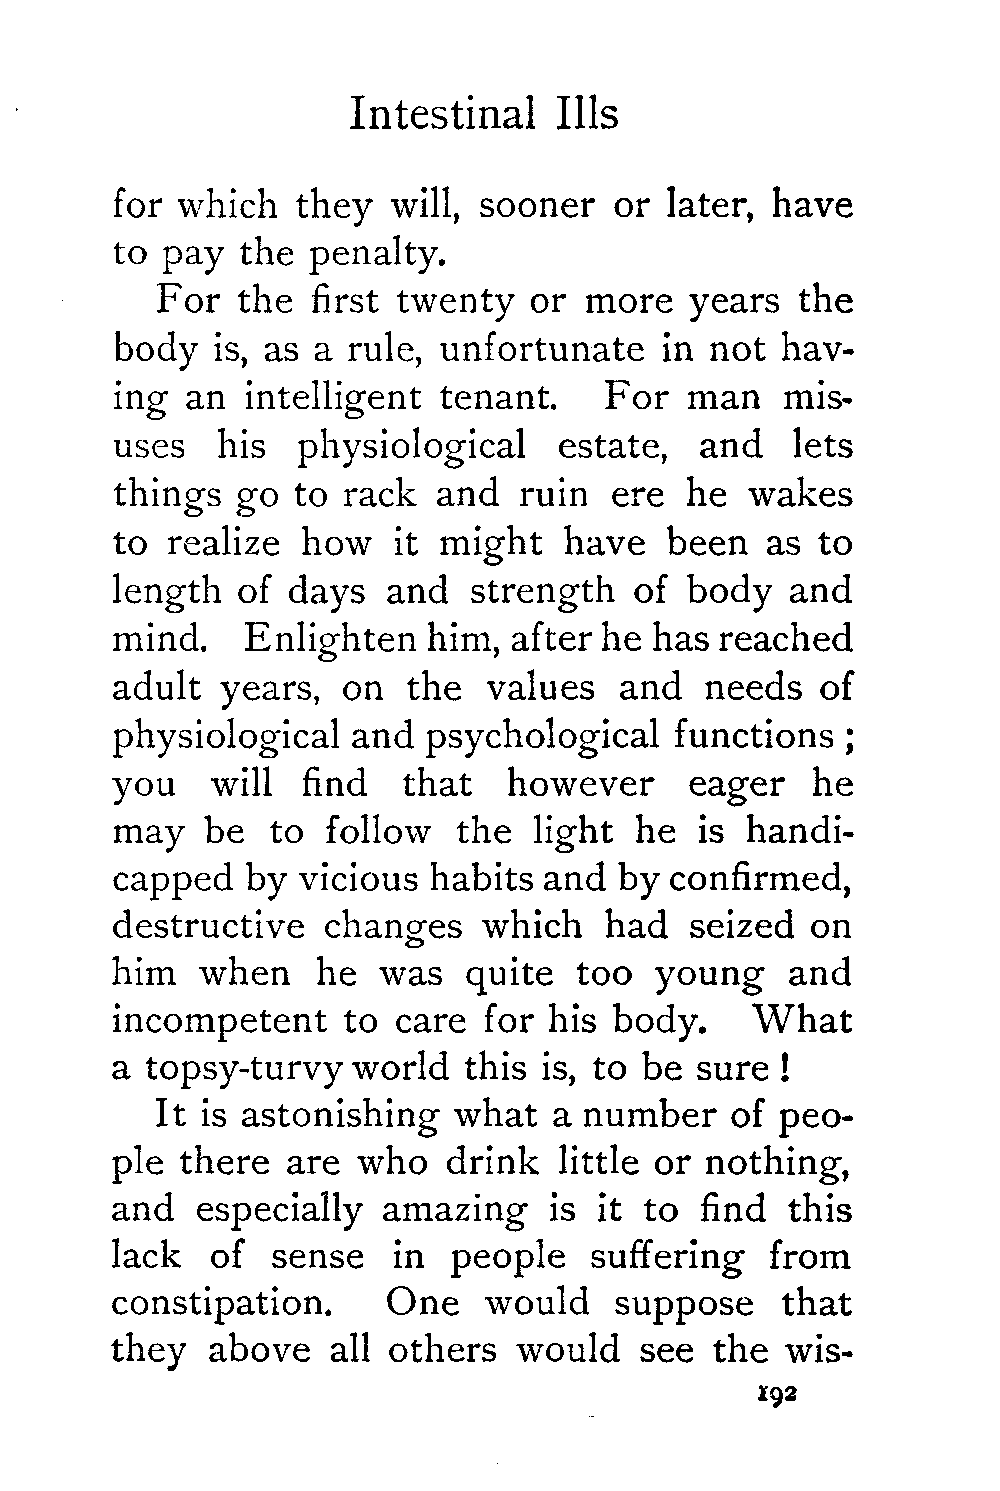 Intestinal Ills
for which they will, sooner or later, have
to pay the penalty.
For the first twenty or more years the
body is, as a rule, unfortunate in not hav-
ing an intelligent tenant. For man mis-
uses his physiological estate, and lets
things go to rack and ruin ere he wakes
to realize how it might have been as to
length of days and strength of body and
mind. Enlighten him, after he has reached
adult years, on the values and needs of
physiological and psychological functions ;
you will find that however eager he
may be to follow the light he is handi-
capped by vicious habits and by confirmed,
destructive changes which had seized on
him when he was quite too young and
incompetent to care for his body. What
a topsy-turvy world this is, to be sure !
It is astonishing what a number of peo-
ple there are who drink little or nothing,
and especially amazing is it to find this
lack of sense in people suffering from
constipation. One would suppose that
they above all others would see the wis-
192